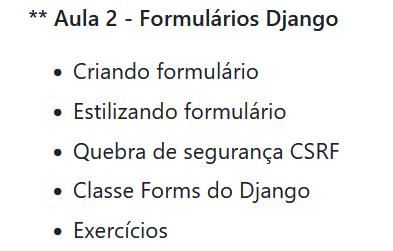 ** Aula 2 - Formulários Django
• Criando formulário
• Estilizando formulário
• Quebra de segurança CSRF
• Classe Forms do Django
• Exercícios